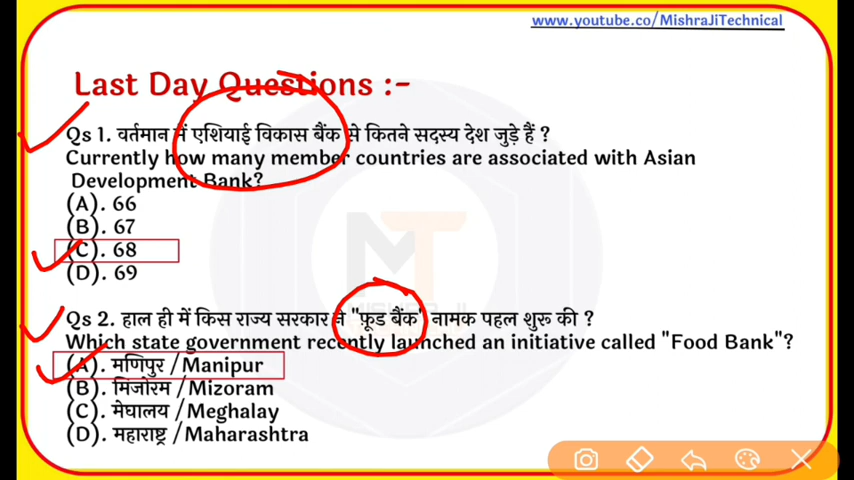 www.youtube.co/MishraJiTechnical
Last Day Questions :-
Qs 1. वर्तमान में एशियाई विकास बैंक से कितने सदस्य देश जुड़े हैं ?
Currently how many member countries are associated with Asian
Development Bank?
(A). 66
(B). 67
(C). 68
(D). 69
Qs 2. हाल ही में किस राज्य सरकार ने "फ़ूड बैंक" नामक पहल शुरू की ?
Which state government recently launched an initiative called "Food Bank"?
(A). मणिपुर /Manipur
(B). मिजोरम /Mizoram
(C). मेघालय /Meghalay
(D). महाराष्ट्र /Maharashtra